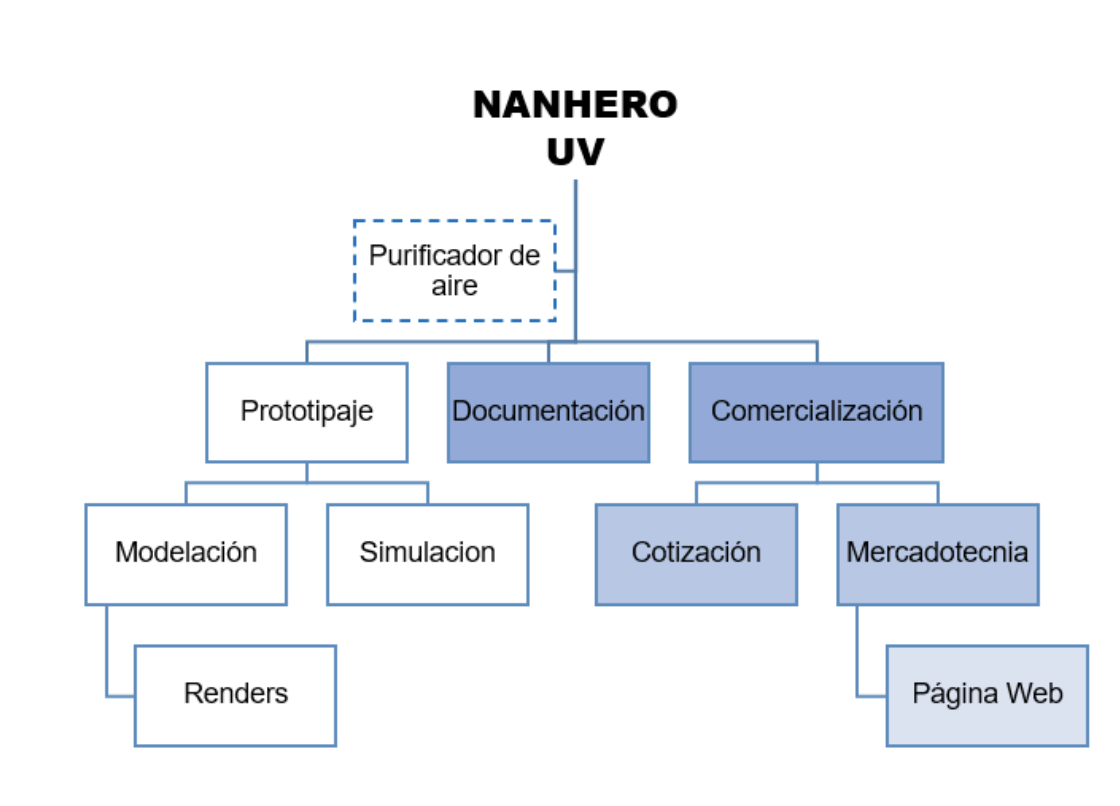 NANHERO
UV
Purificador de
aire
Prototipaje
Documentación
Comercialización
Modelación
Simulacion
Cotización
Mercadotecnia
Renders
Página Web